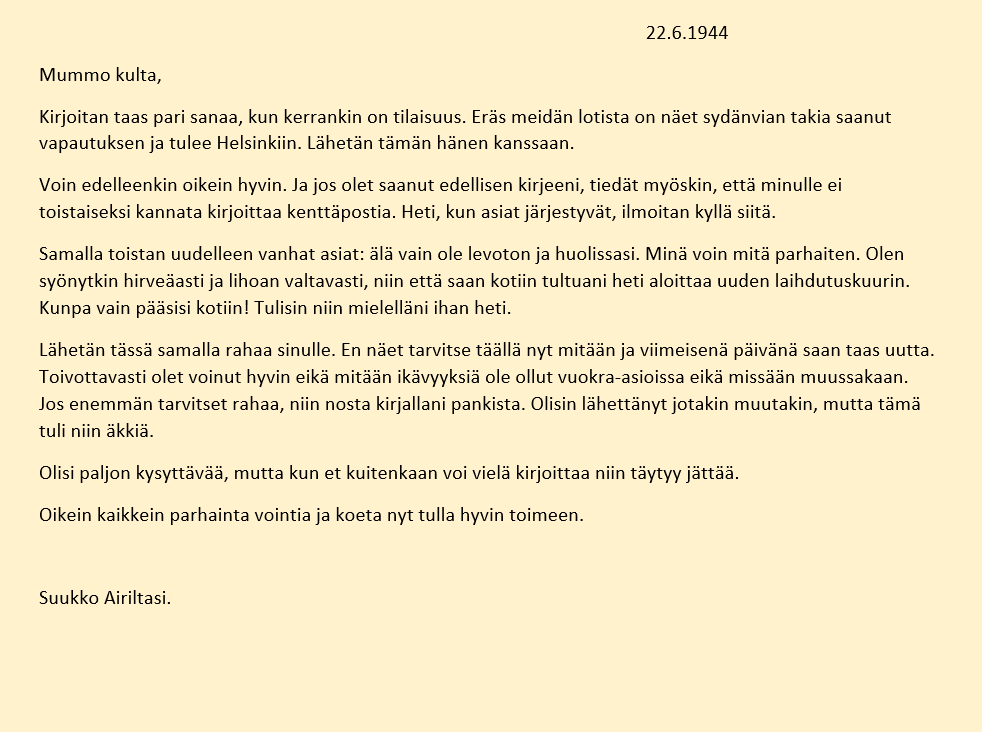 22.6.1944
Mummo kulta,
Kirjoitan taas pari sanaa, kun kerrankin on tilaisuus. Eräs meidän lotista on näet sydänvian takia saanut
vapautuksen ja tulee Helsinkiin. Lähetän tämän hänen kanssaan.
Voin edelleenkin oikein hyvin. Ja jos olet saanut edellisen kirjeeni, tiedät myöskin, että minulle ei
toistaiseksi kannata kirjoittaa kenttäpostia. Heti, kun asiat järjestyvät, ilmoitan kyllä siitä.
Samalla toistan uudelleen vanhat asiat: älä vain ole levoton ja huolissasi. Minä voin mitä parhaiten. Olen
syönytkin hirveästi ja lihoan valtavasti, niin että saan kotiin tultuani heti aloittaa uuden laihdutuskuurin.
Kunpa vain pääsisi kotiin! Tulisin niin mielelläni ihan heti.
Lähetän tässä samalla rahaa sinulle. En näet tarvitse täällä nyt mitään ja viimeisenä päivänä saan taas uutta.
Toivottavasti olet voinut hyvin eikä mitään ikävyyksiä ole ollut vuokra-asioissa eikä missään muussakaan.
Jos enemmän tarvitset rahaa, niin nosta kirjallani pankista. Olisin lähettänyt jotakin muutakin, mutta tämä
tuli niin äkkiä.
Olisi paljon kysyttävää, mutta kun et kuitenkaan voi vielä kirjoittaa niin täytyy jättää.
Oikein kaikkein parhainta vointia ja koeta nyt tulla hyvin toimeen.
Suukko Airiltasi.